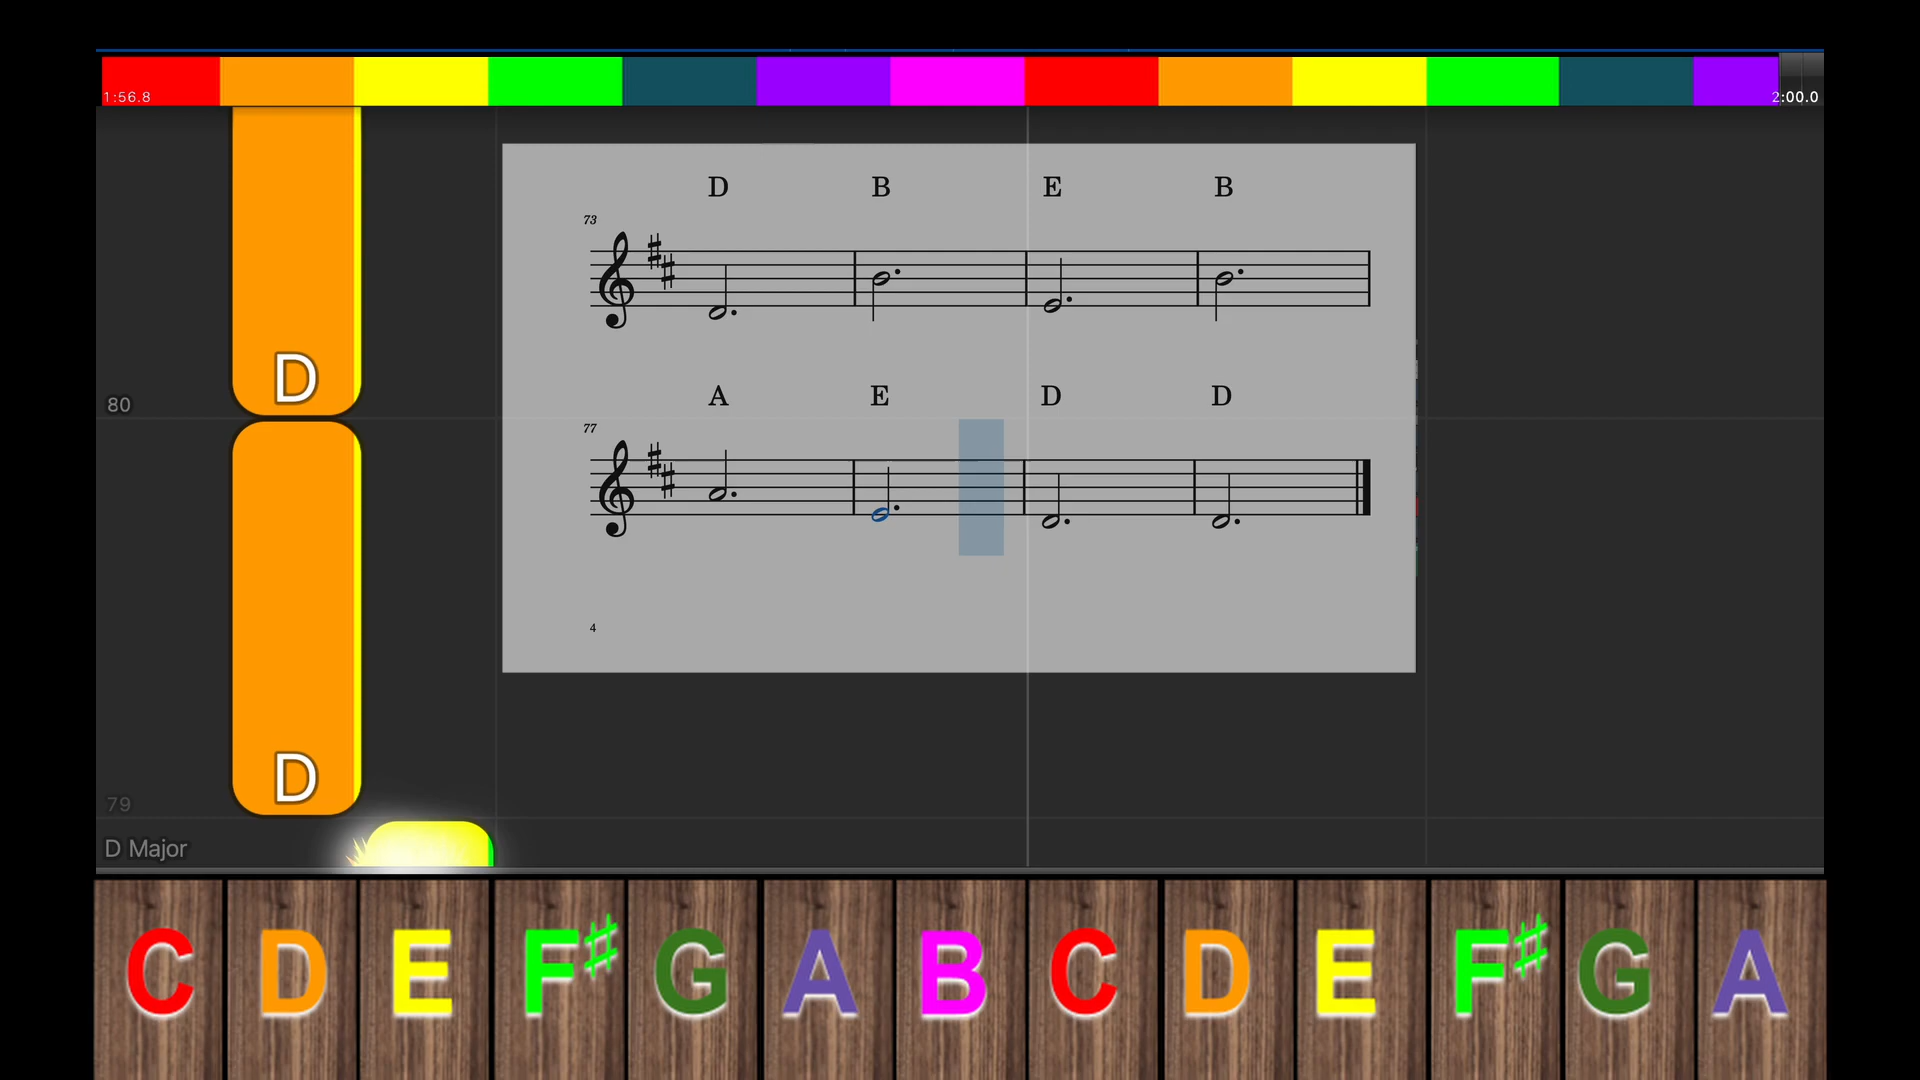 1:56.8
2:00.0
D B E B
73
D
80
A E D D
77
4
D
79
D Major
C D E F♯ G A B C D E F♯ G A